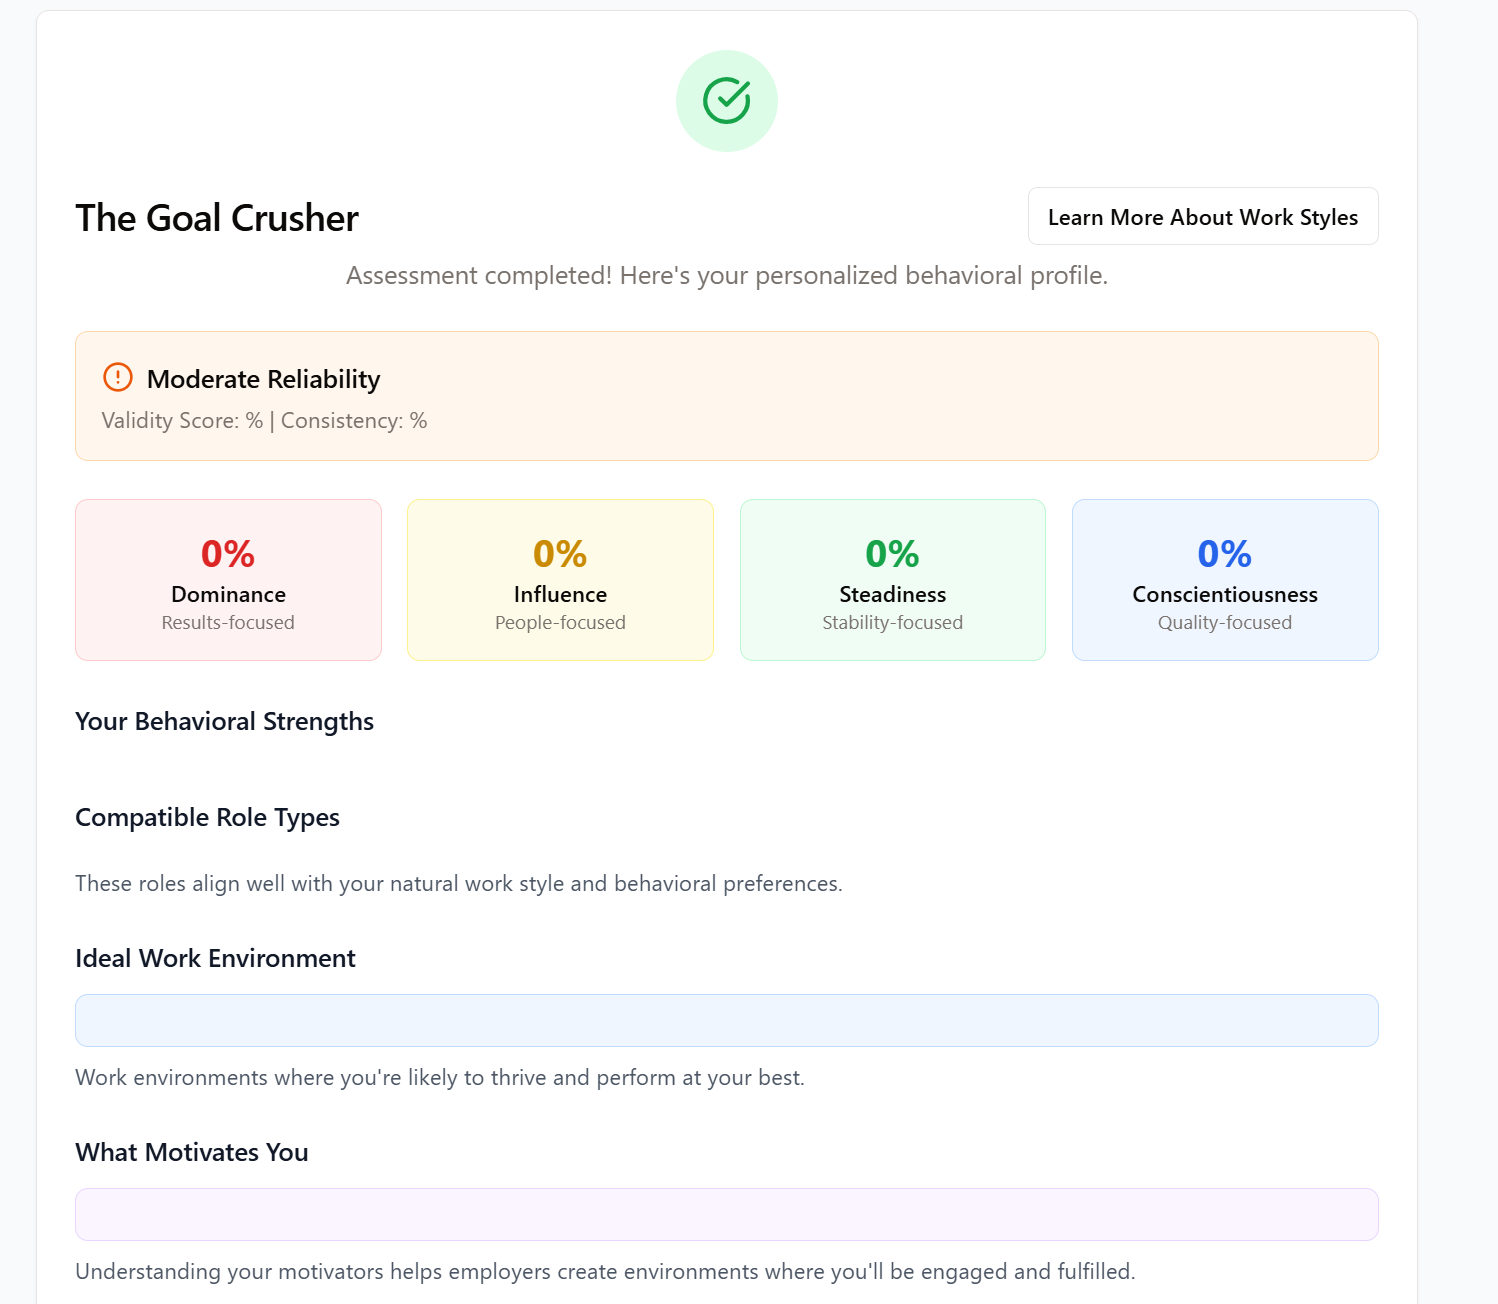 The Goal Crusher
Learn More About Work Styles
Assessment completed! Here's your personalized behavioral profile.
Moderate Reliability
Validity Score: % | Consistency: %
0%
Dominance
Results-focused
0%
Influence
People-focused
0%
Steadiness
Stability-focused
0%
Conscientiousness
Quality-focused
Your Behavioral Strengths
Compatible Role Types
These roles align well with your natural work style and behavioral preferences.
Ideal Work Environment
Work environments where you're likely to thrive and perform at your best.
What Motivates You
Understanding your motivators helps employers create environments where you'll be engaged and fulfilled.